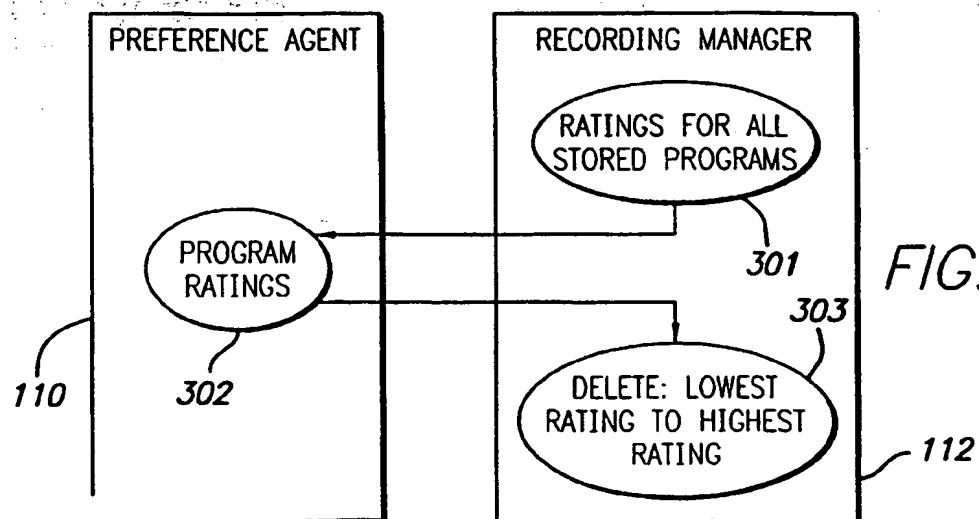 PREFERENCE AGENT
RECORDING MANAGER
RATINGS FOR ALL
STORED PROGRAMS
301
PROGRAM
RATINGS
302
110
FIG.
303
DELETE: LOWEST
RATING TO HIGHEST
RATING
112